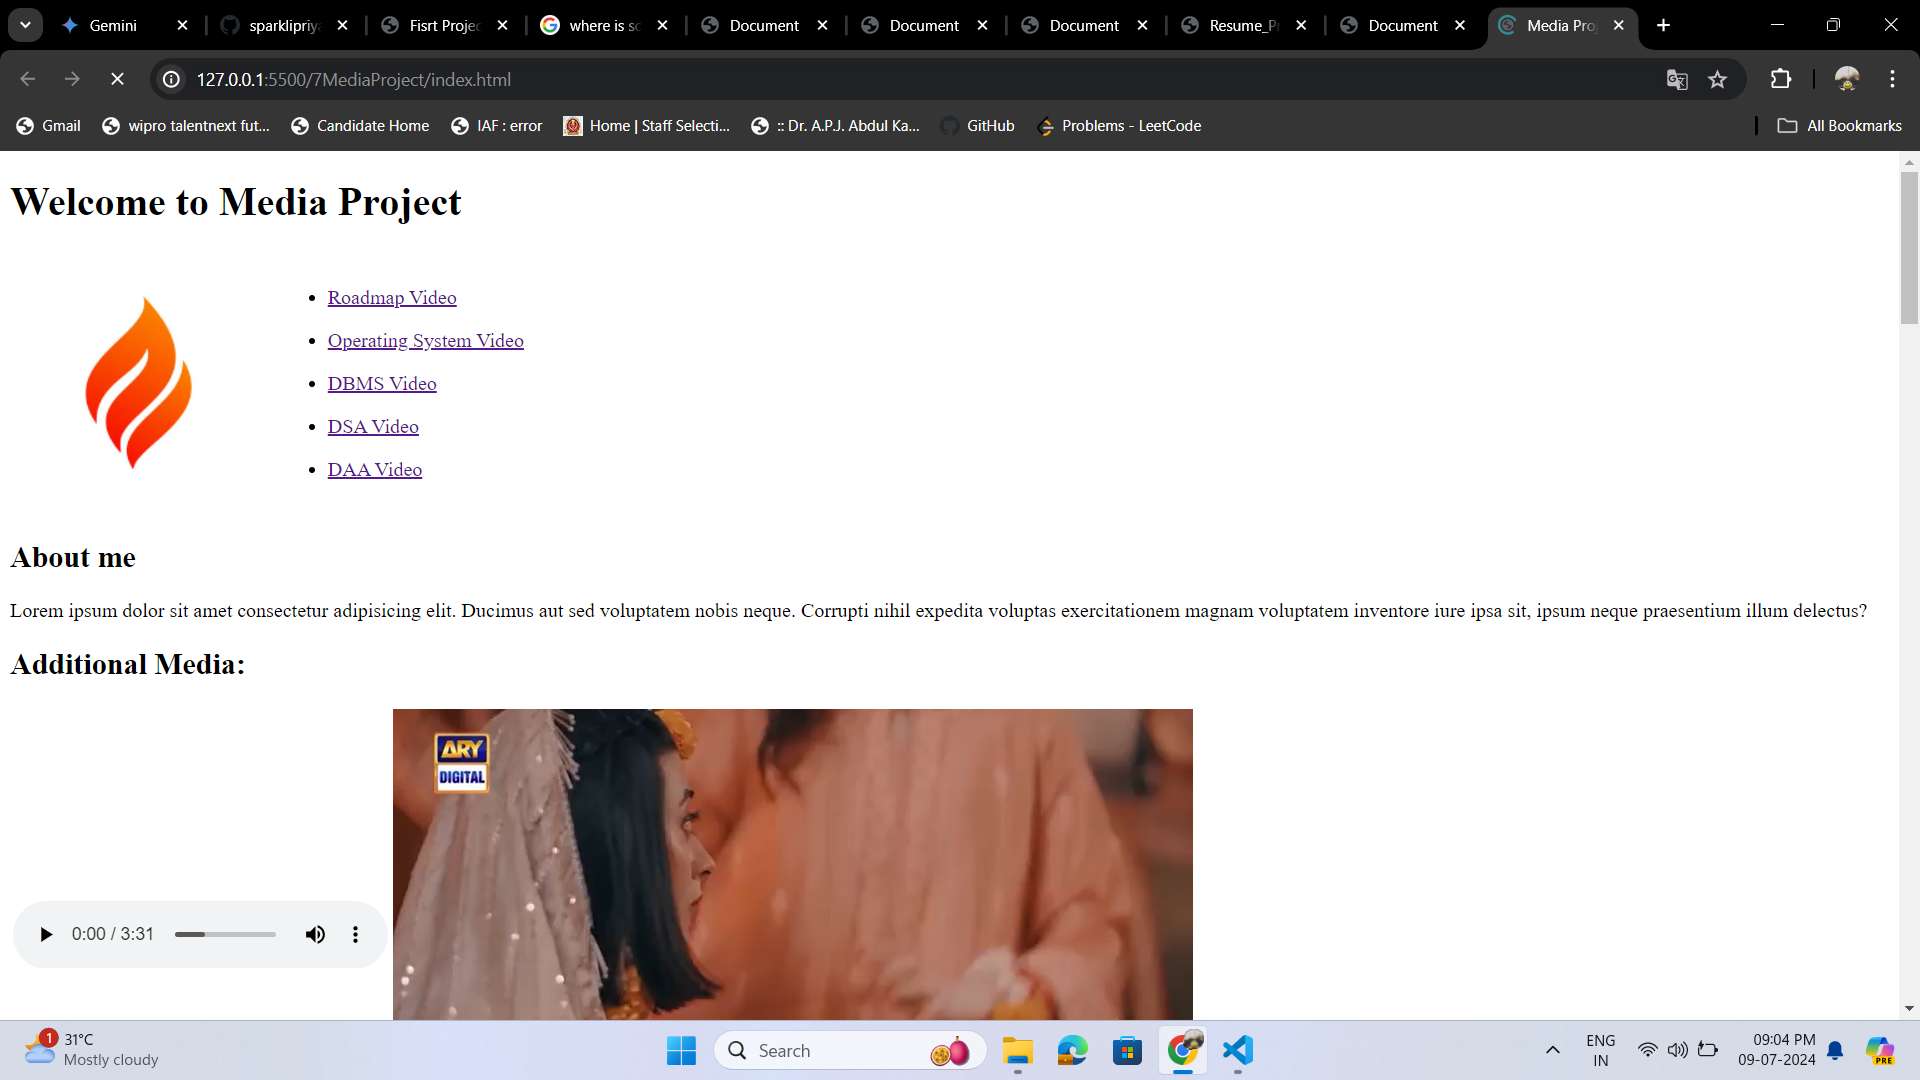 Gemini
sparklipriya
Fisrt Projec
where is sc
Document
Document
Document
Resume_Pr
Document
Media Proj
127.0.0.1:5500/7MediaProject/index.html
Gmail
wipro talentnext fut...
Candidate Home
IAF : error
Home | Staff Selecti...
:: Dr. A.P.J. Abdul Ka...
GitHub
Problems - LeetCode
All Bookmarks
Welcome to Media Project
Roadmap Video
Operating System Video
DBMS Video
DSA Video
DAA Video
About me
Lorem ipsum dolor sit amet consectetur adipisicing elit. Ducimus aut sed voluptatem nobis neque. Corrupti nihil expedita voluptas exercitationem magnam voluptatem inventore iure ipsa sit, ipsum neque praesentium illum delectus?
Additional Media:
ARY
DIGITAL
0:00 / 3:31
1
31°C
Mostly cloudy
Search
ENG
IN
09:04 PM
09-07-2024
PRE